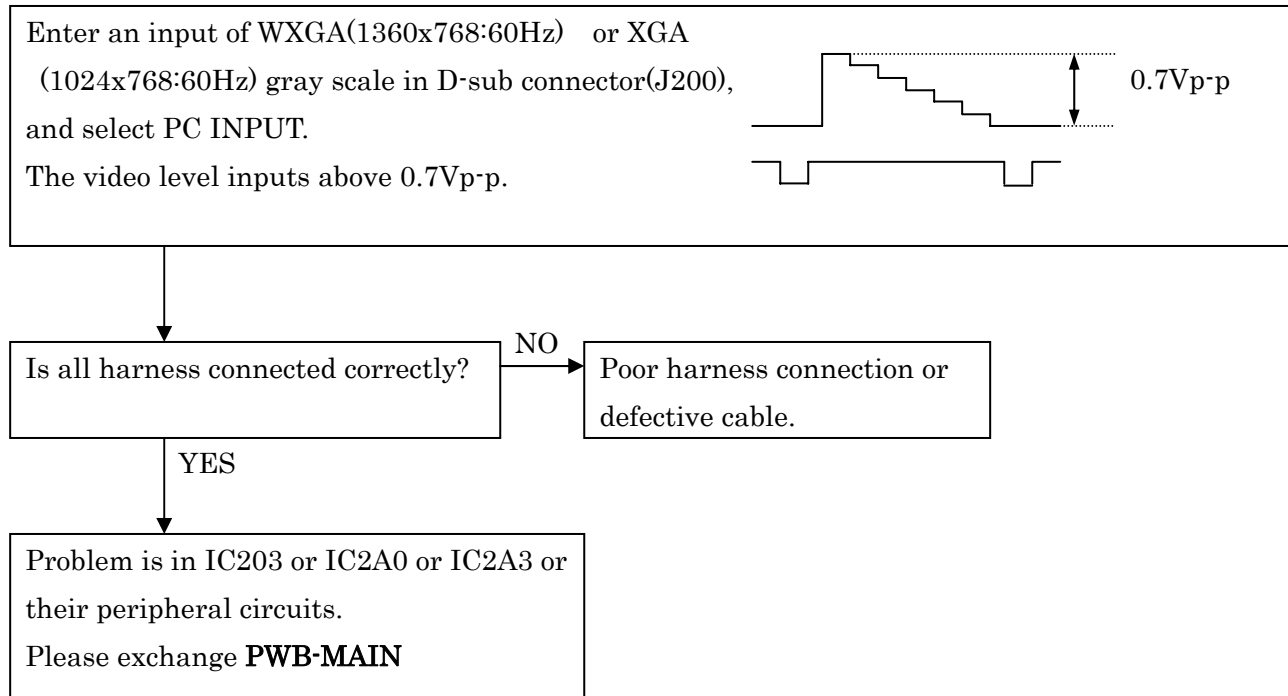 Enter an input of WXGA(1360x768:60Hz) or XGA
(1024x768:60Hz) gray scale in D-sub connector(J200),
and select PC INPUT.
The video level inputs above 0.7Vp-p.
0.7Vp-p
Is all harness connected correctly?
NO
Poor harness connection or
defective cable.
YES
Problem is in IC203 or IC2A0 or IC2A3 or
their peripheral circuits.
Please exchange PWB-MAIN